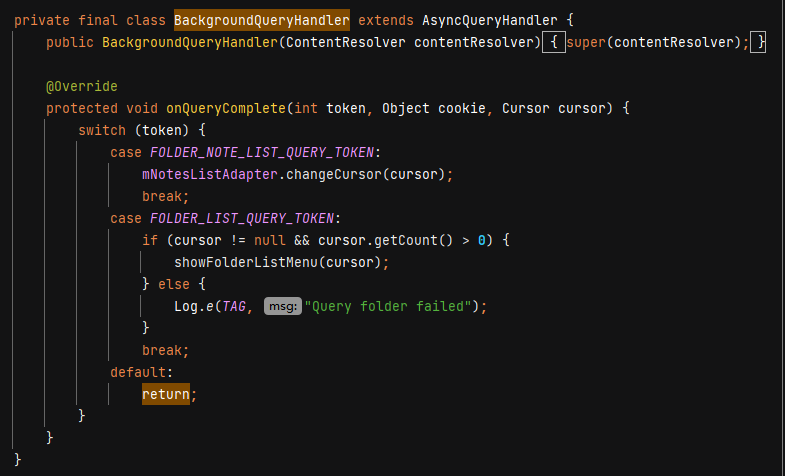 private final class BackgroundQueryHandler extends AsyncQueryHandler {
    public BackgroundQueryHandler(ContentResolver contentResolver) { super(contentResolver); }

    @Override
    protected void onQueryComplete(int token, Object cookie, Cursor cursor) {
        switch (token) {
            case FOLDER_NOTE_LIST_QUERY_TOKEN:
                mNotesListAdapter.changeCursor(cursor);
                break;
            case FOLDER_LIST_QUERY_TOKEN:
                if (cursor != null && cursor.getCount() > 0) {
                    showFolderListMenu(cursor);
                } else {
                    Log.e(TAG, msg: "Query folder failed");
                }
                break;
            default:
                return;
        }
    }
}